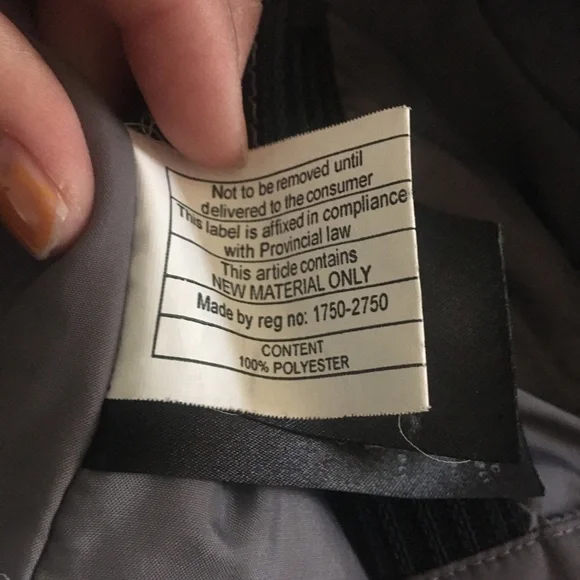 Not to be removed until
delivered to the consumer
This label is affixed in compliance
with Provincial law
This article contains
NEW MATERIAL ONLY
Made by reg no: 1750-2750
CONTENT
100% POLYESTER